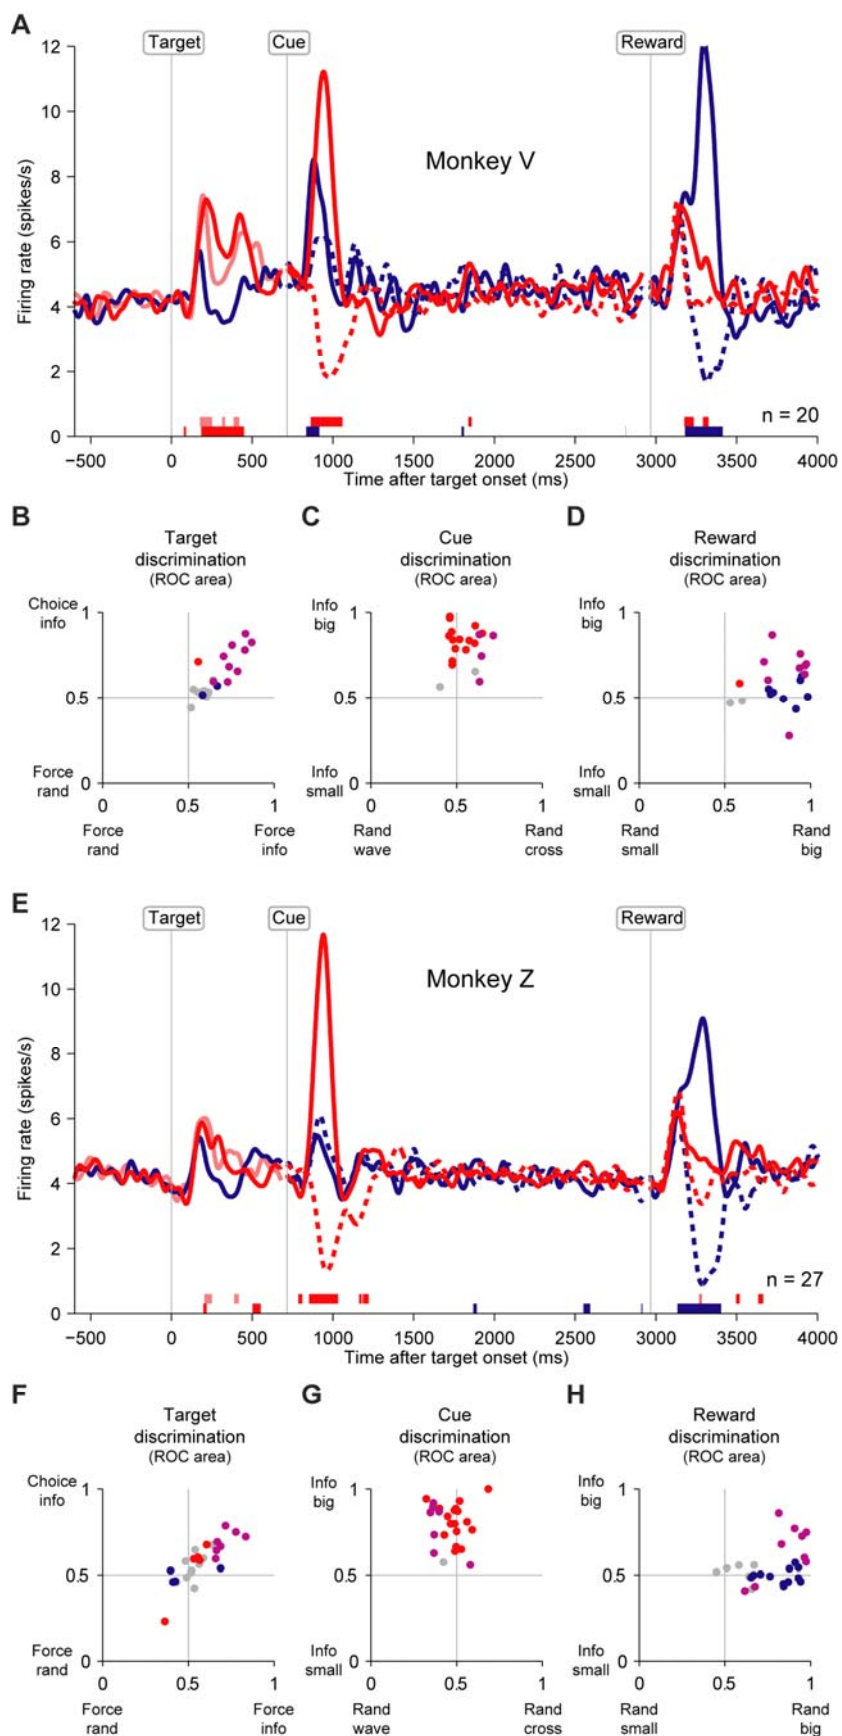 A
Target
Cue
Reward
12
10
8
6
4
2
0
Firing rate (spikes/s)
Monkey V
n = 20
−500
0
500
1000
1500
2000
2500
3000
3500
4000
Time after target onset (ms)
B
Target
discrimination
(ROC area)
Choice
info
1
0.5
Force
rand
0
0
0.5
1
Force
rand
Force
info
C
Cue
discrimination
(ROC area)
Info
big
1
0.5
Info
small
0
0
0.5
1
Rand
wave
Rand
cross
D
Reward
discrimination
(ROC area)
Info
big
1
0.5
Info
small
0
0
0.5
1
Rand
small
Rand
big
E
Target
Cue
Reward
12
10
8
6
4
2
0
Firing rate (spikes/s)
Monkey Z
n = 27
−500
0
500
1000
1500
2000
2500
3000
3500
4000
Time after target onset (ms)
F
Target
discrimination
(ROC area)
Choice
info
1
0.5
Force
rand
0
0
0.5
1
Force
rand
Force
info
G
Cue
discrimination
(ROC area)
Info
big
1
0.5
Info
small
0
0
0.5
1
Rand
wave
Rand
cross
H
Reward
discrimination
(ROC area)
Info
big
1
0.5
Info
small
0
0
0.5
1
Rand
small
Rand
big